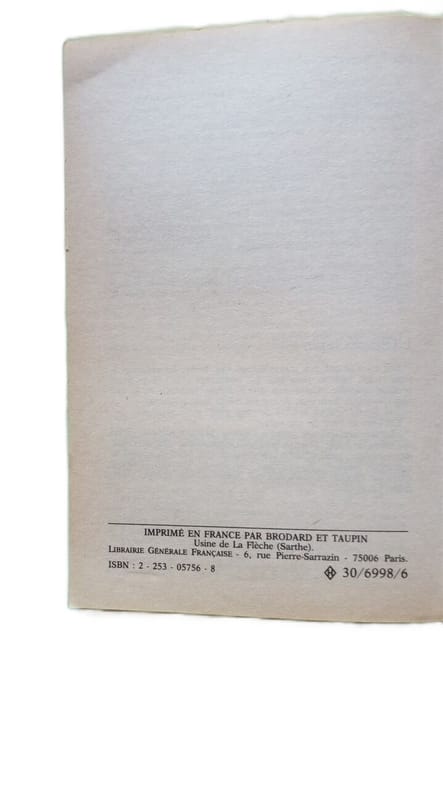 IMPRIMÉ EN FRANCE PAR BRODARD ET TAUPIN
Usine de La Flèche (Sarthe).
LIBRAIRIE GÉNÉRALE FRANÇAISE - 6, rue Pierre-Sarrazin - 75006 Paris.
ISBN : 2 - 253 - 05756 - 8 30/6998/6